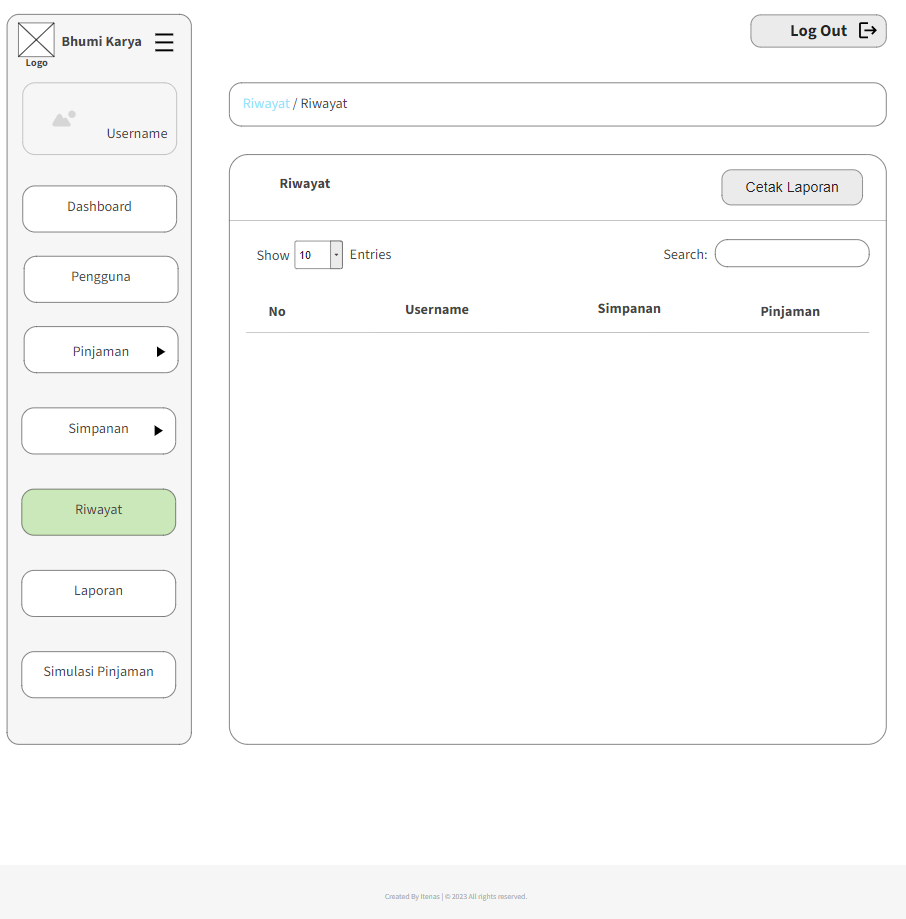 Bhumi Karya
Logo
Log Out
Username
Riwayat / Riwayat
Dashboard
Pengguna
Pinjaman
Simpanan
Riwayat
Laporan
Simulasi Pinjaman
Riwayat
Cetak Laporan
Show 10 Entries
Search:
No Username Simpanan Pinjaman
Created By Itenas | © 2023 All rights reserved.